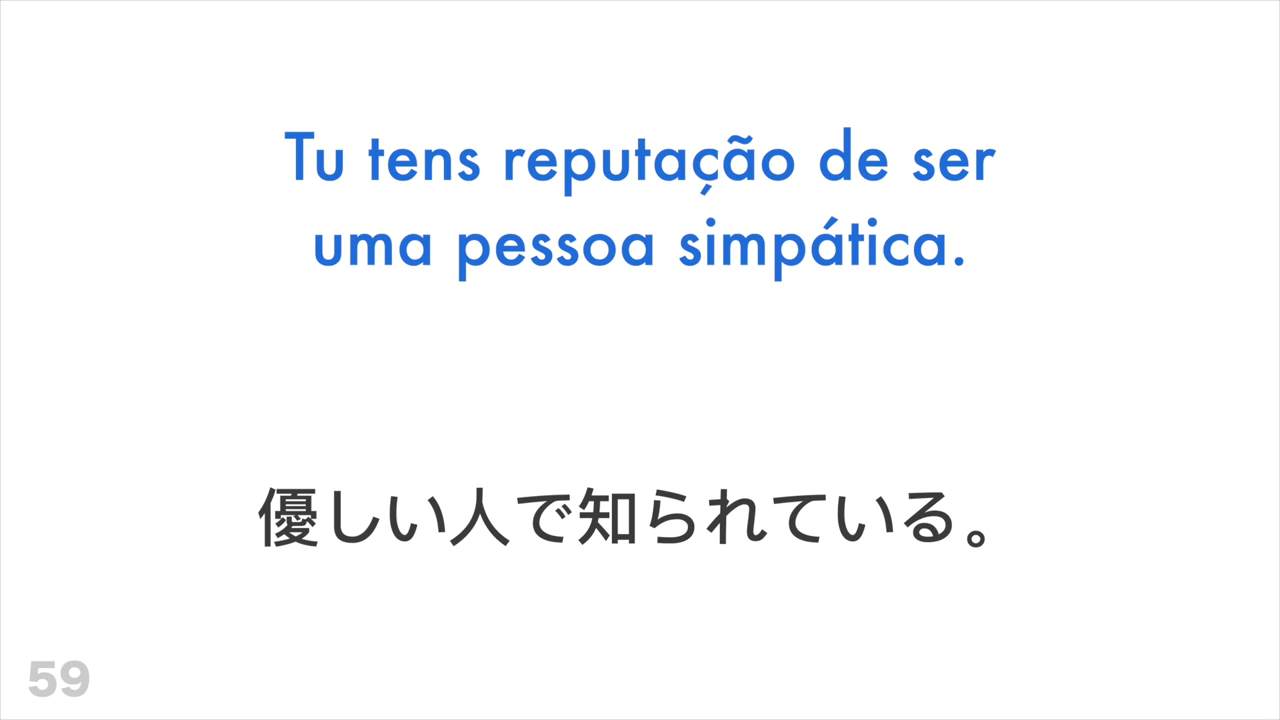 Tu tens reputação de ser
uma pessoa simpática.
優しい人で知られている。
59